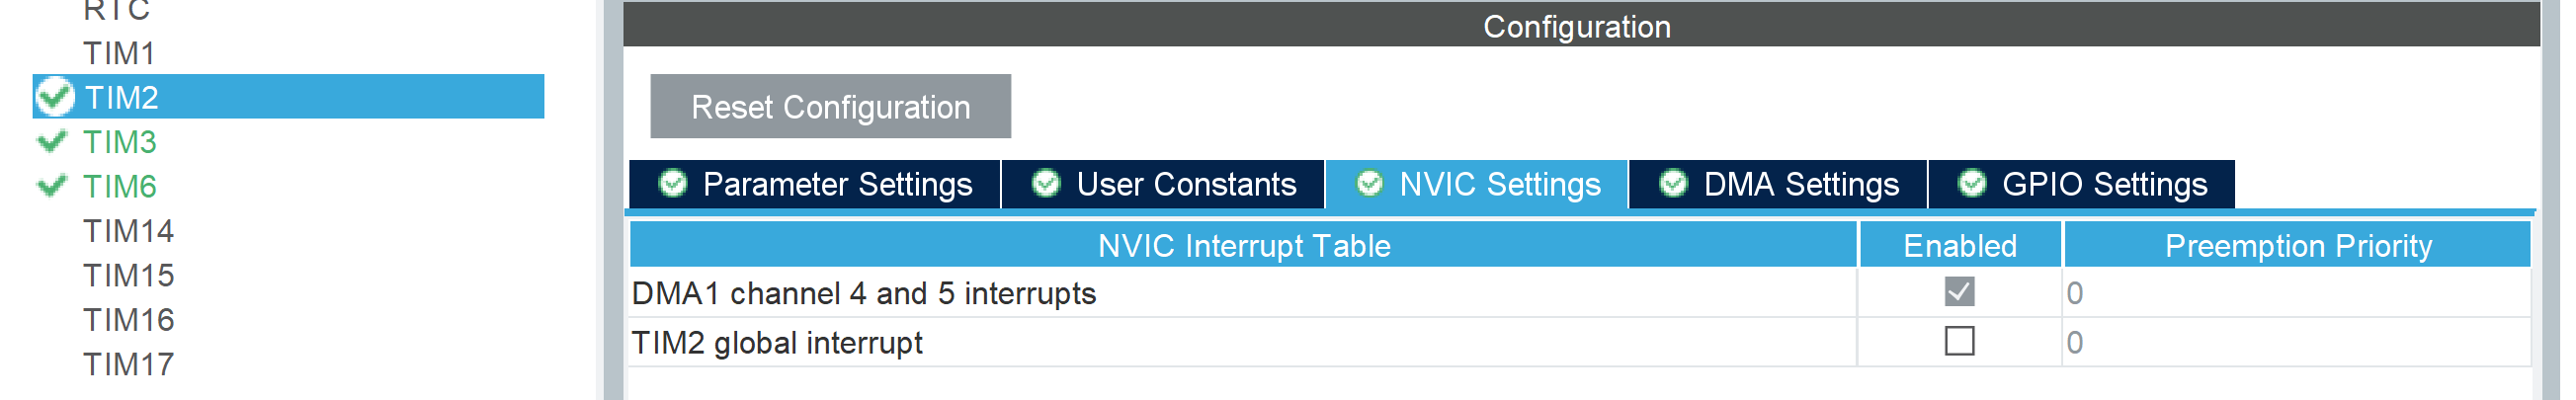 RTC
TIM1
TIM2
TIM3
TIM6
TIM14
TIM15
TIM16
TIM17
Configuration
Reset Configuration
Parameter Settings User Constants NVIC Settings DMA Settings GPIO Settings
NVIC Interrupt Table Enabled Preemption Priority
DMA1 channel 4 and 5 interrupts 0
TIM2 global interrupt 0